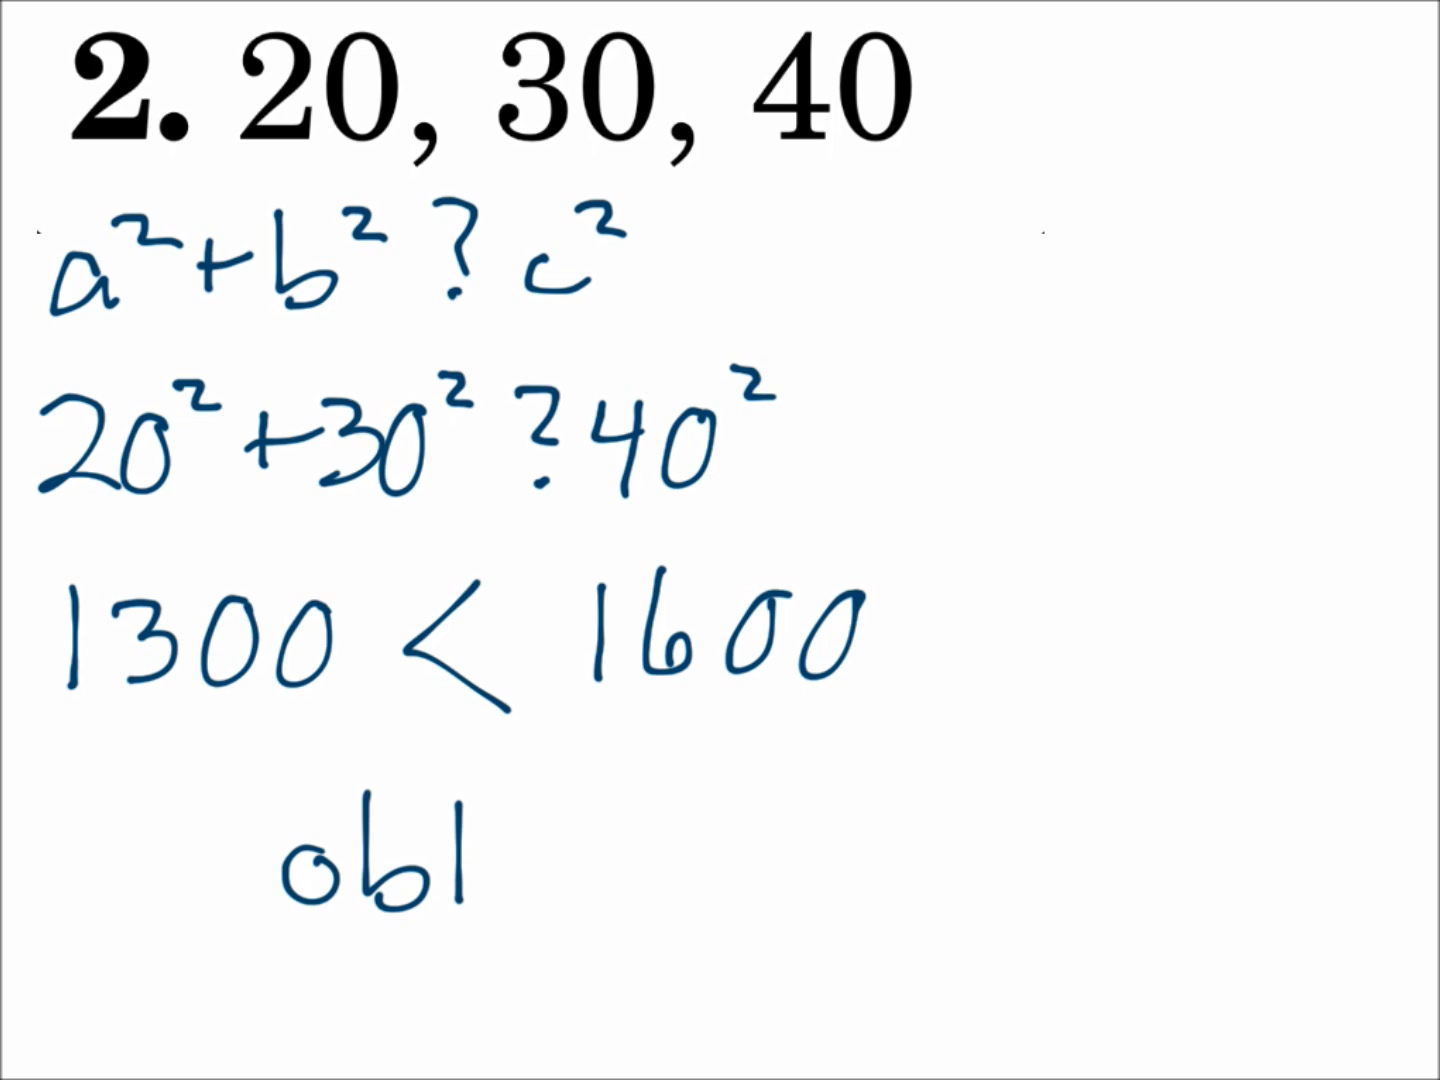 2. 20, 30, 40
a² + b² ? c²
20² + 30² ? 40²
1300 < 1600
obl